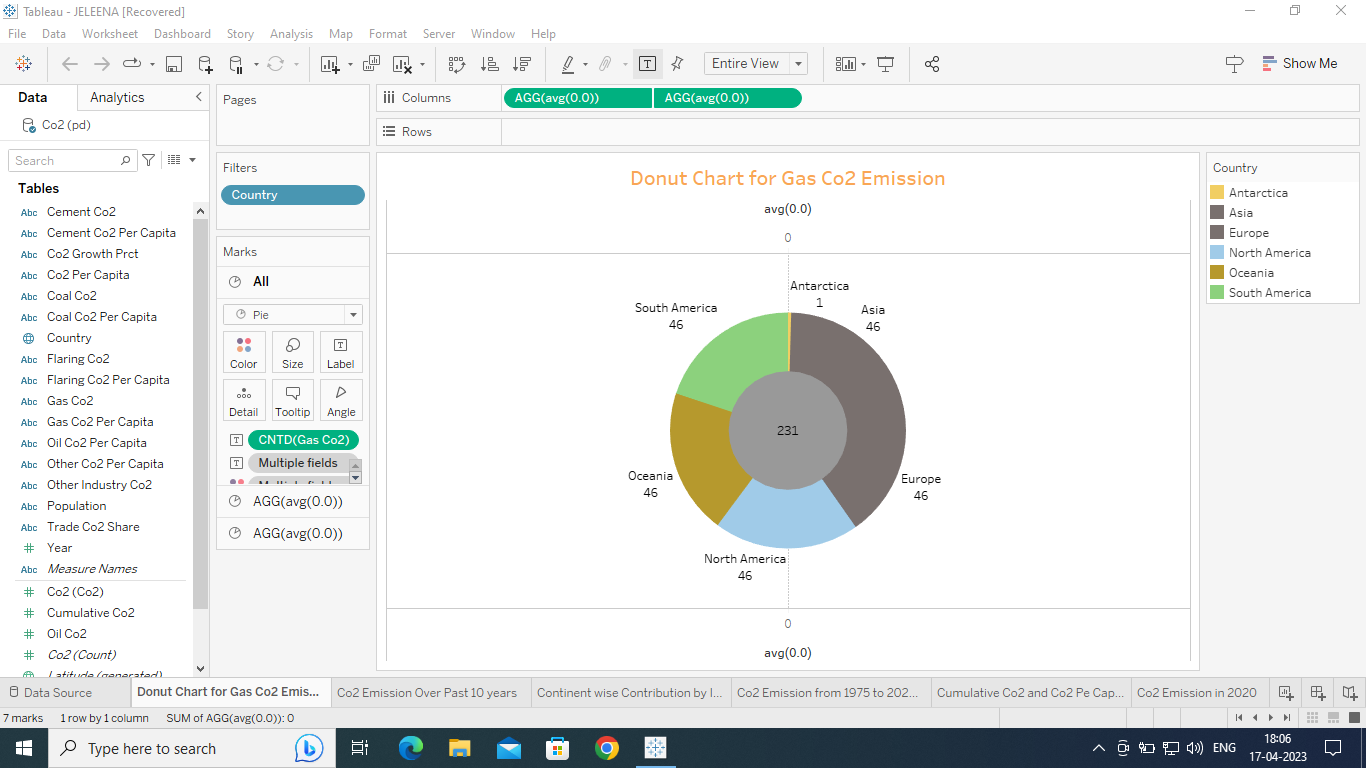 Tableau - JELEENA [Recovered]
File Data Worksheet Dashboard Story Analysis Map Format Server Window Help
Entire View
Show Me
Data Analytics
Co2 (pd)
Search
Tables
Abc Cement Co2
Abc Cement Co2 Per Capita
Abc Co2 Growth Prct
Abc Co2 Per Capita
Abc Coal Co2
Abc Coal Co2 Per Capita
Country
Abc Flaring Co2
Abc Flaring Co2 Per Capita
Abc Gas Co2
Abc Gas Co2 Per Capita
Abc Oil Co2 Per Capita
Abc Other Co2 Per Capita
Abc Other Industry Co2
Abc Population
Abc Trade Co2 Share
# Year
Abc Measure Names
# Co2 (Co2)
# Cumulative Co2
# Oil Co2
# Co2 (Count)
Latitude (generated)
Pages
Filters
Country
Marks
All
Pie
Color Size Label
Detail Tooltip Angle
CNTD(Gas Co2)
Multiple fields
Multiple fields
AGG(avg(0.0))
AGG(avg(0.0))
Columns AGG(avg(0.0)) AGG(avg(0.0))
Rows
Donut Chart for Gas Co2 Emission
avg(0.0)
0
Antarctica
1
South America
46
Asia
46
231
Oceania
46
Europe
46
North America
46
0
avg(0.0)
Country
Antarctica
Asia
Europe
North America
Oceania
South America
Data Source Donut Chart for Gas Co2 Emis... Co2 Emission Over Past 10 years Continent wise Contribution by I... Co2 Emission from 1975 to 202... Cumulative Co2 and Co2 Pe Cap... Co2 Emission in 2020
7 marks 1 row by 1 column SUM of AGG(avg(0.0)): 0
Type here to search
ENG
18:06
17-04-2023